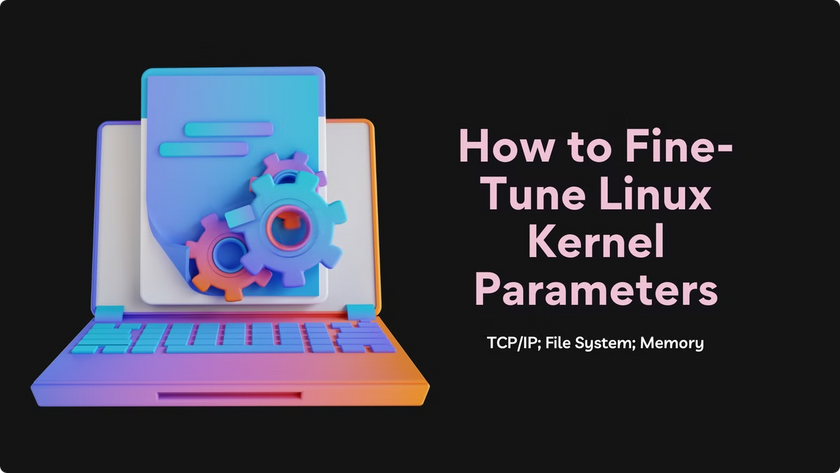 How to Fine-
Tune Linux
Kernel
Parameters
TCP/IP; File System; Memory